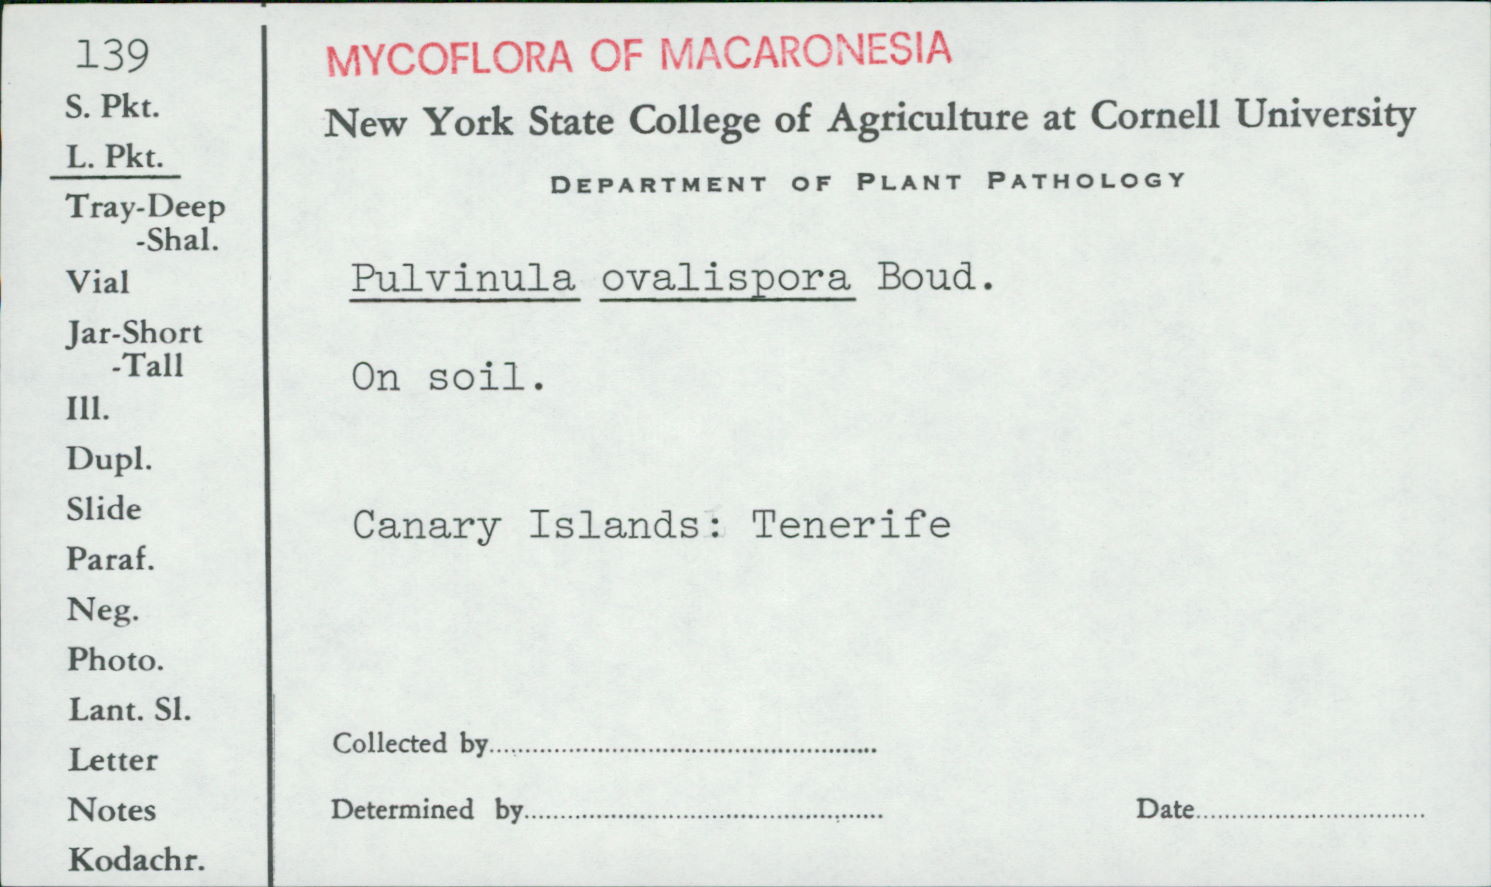 139
S. Pkt.
L. Pkt.
Tray-Deep
-Shal.
Vial
Jar-Short
-Tall
Ill.
Dupl.
Slide
Paraf.
Neg.
Photo.
Lant. Sl.
Letter
Notes
Kodachr.
MYCOFLORA OF MACARONESIA
New York State College of Agriculture at Cornell University
DEPARTMENT OF PLANT PATHOLOGY
Pulvinula ovalispora Boud.
On soil.
Canary Islands: Tenerife
Collected by
Determined by
Date